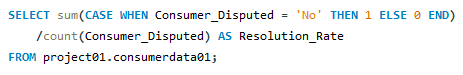 SELECT sum(CASE WHEN Consumer_Disputed = 'No' THEN 1 ELSE 0 END)
/count(Consumer_Disputed) AS Resolution_Rate
FROM project01.consumerdata01;